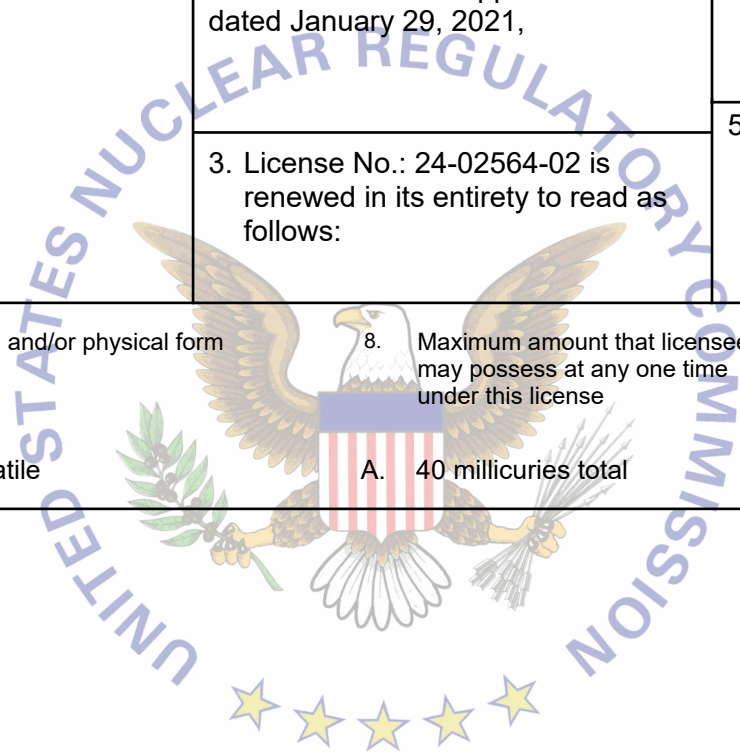 dated January 29, 2021,
3. License No.: 24-02564-02 is
renewed in its entirety to read as
follows:
5
and/or physical form
8. Maximum amount that licensee
may possess at any one time
under this license
A. 40 millicuries total
UNITED STATES NUCLEAR REGULATORY COMMISSION